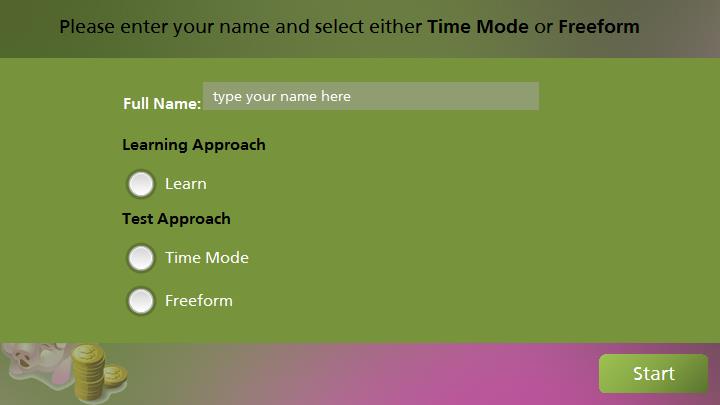 Please enter your name and select either Time Mode or Freeform
Full Name: type your name here
Learning Approach
Learn
Test Approach
Time Mode
Freeform
Start